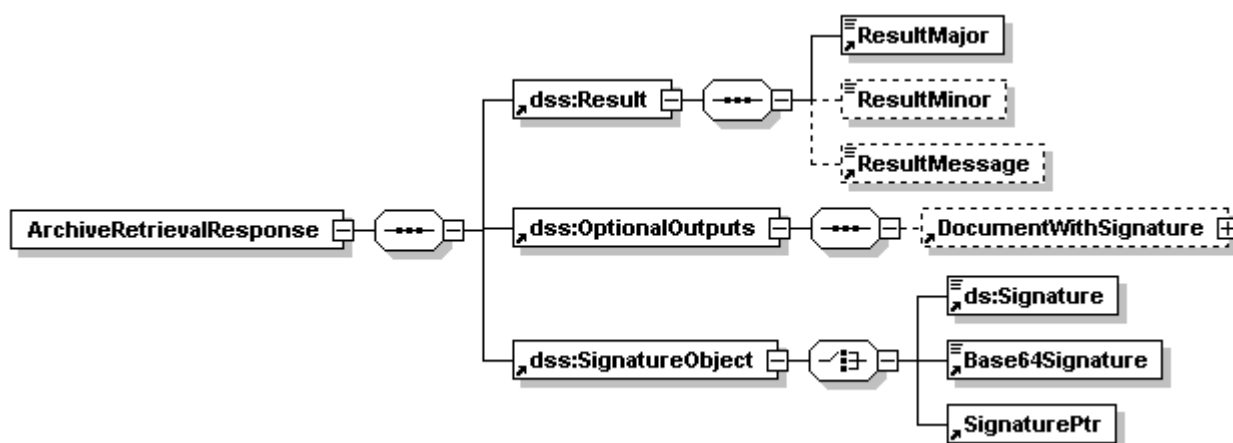 ResultMajor
dss:Result
ResultMinor
ResultMessage
ArchiveRetrievalResponse
dss:OptionalOutputs
DocumentWithSignature
ds:Signature
dss:SignatureObject
Base64Signature
SignaturePtr